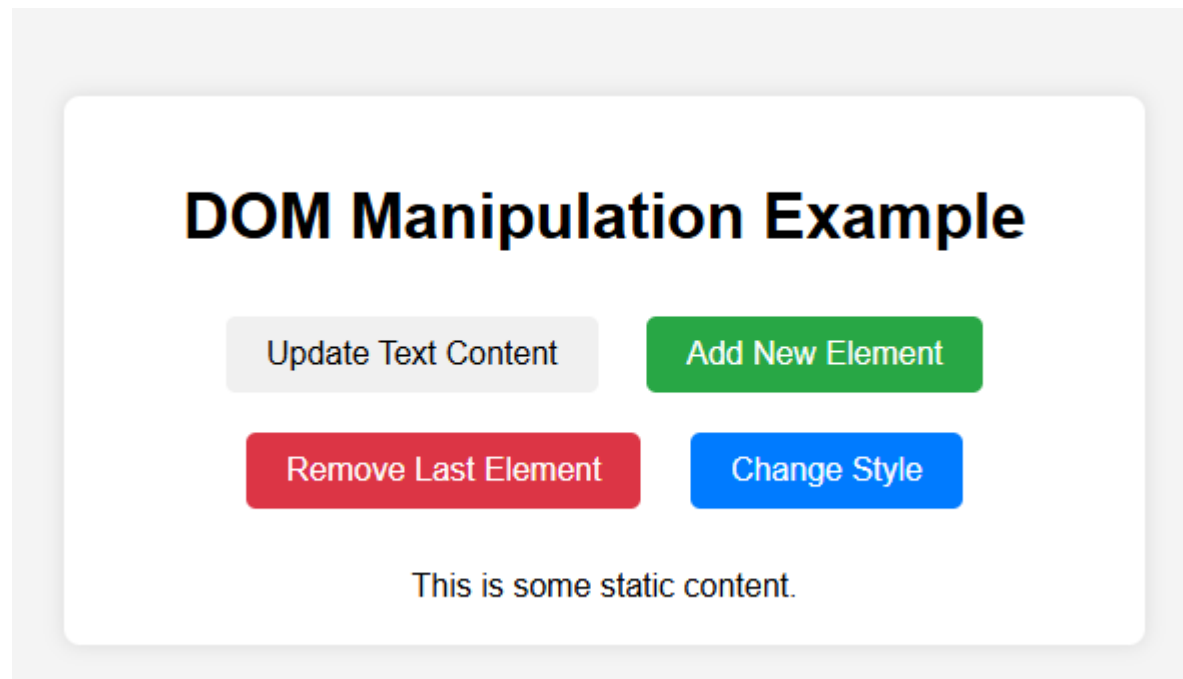 DOM Manipulation Example
Update Text Content
Add New Element
Remove Last Element
Change Style
This is some static content.